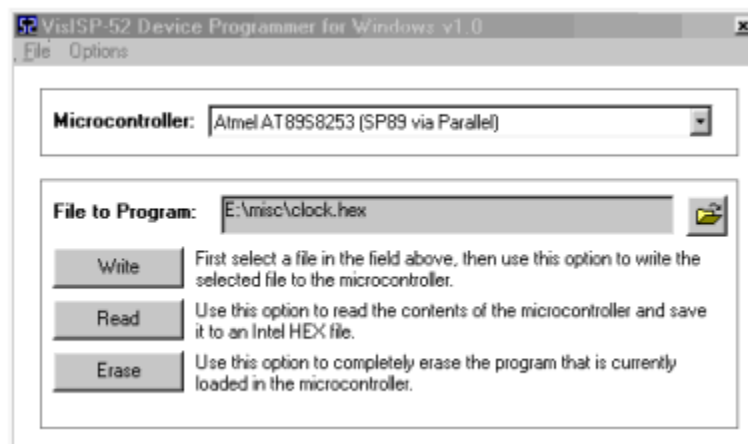 52 VisISP-52 Device Programmer for Windows v1.0
File Options
Microcontroller: Atmel AT89S8253 (SP89 via Parallel)
File to Program: E:\misc\clock.hex
Write First select a file in the field above, then use this option to write the
selected file to the microcontroller.
Read Use this option to read the contents of the microcontroller and save
it to an Intel HEX file.
Erase Use this option to completely erase the program that is currently
loaded in the microcontroller.